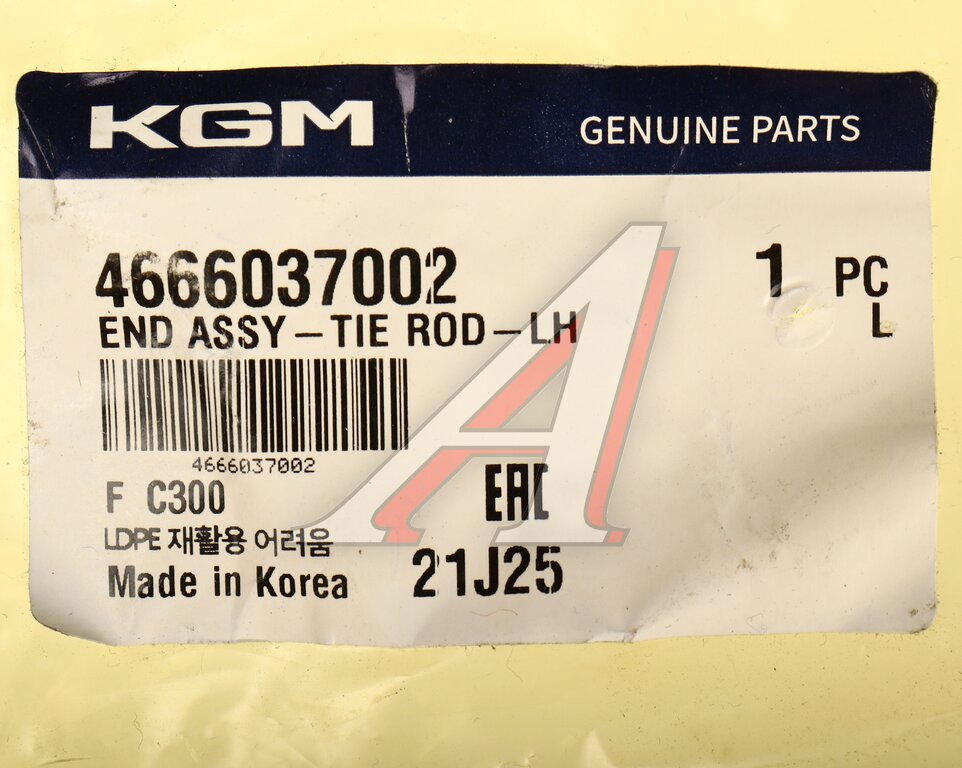 KGM GENUINE PARTS
4666037002 1 PC
END ASSY-TIE ROD-LH L
4666037002
F C300 EAC
LDPE 재활용 어려움
Made in Korea 21J25